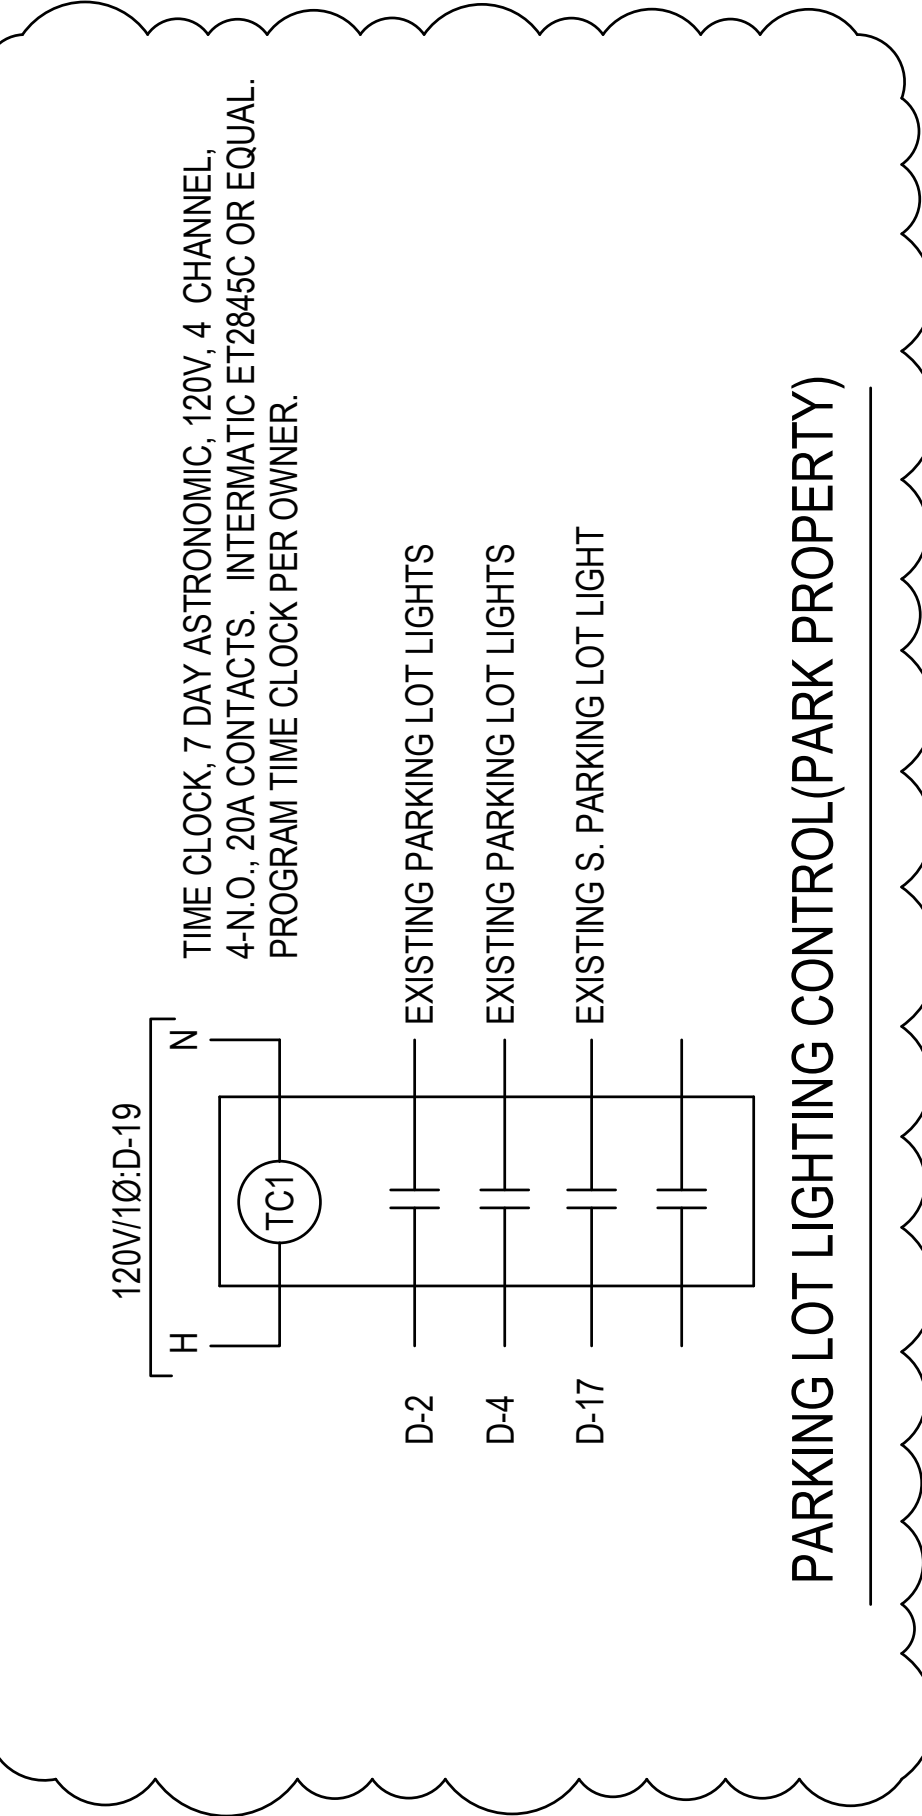 120V/1Ø:D-19
H
N
TIME CLOCK, 7 DAY ASTRONOMIC, 120V, 4 CHANNEL,
4-N.O., 20A CONTACTS. INTERMATIC ET2845C OR EQUAL.
PROGRAM TIME CLOCK PER OWNER.
TC1
D-2
EXISTING PARKING LOT LIGHTS
D-4
EXISTING PARKING LOT LIGHTS
D-17
EXISTING S. PARKING LOT LIGHT
PARKING LOT LIGHTING CONTROL(PARK PROPERTY)